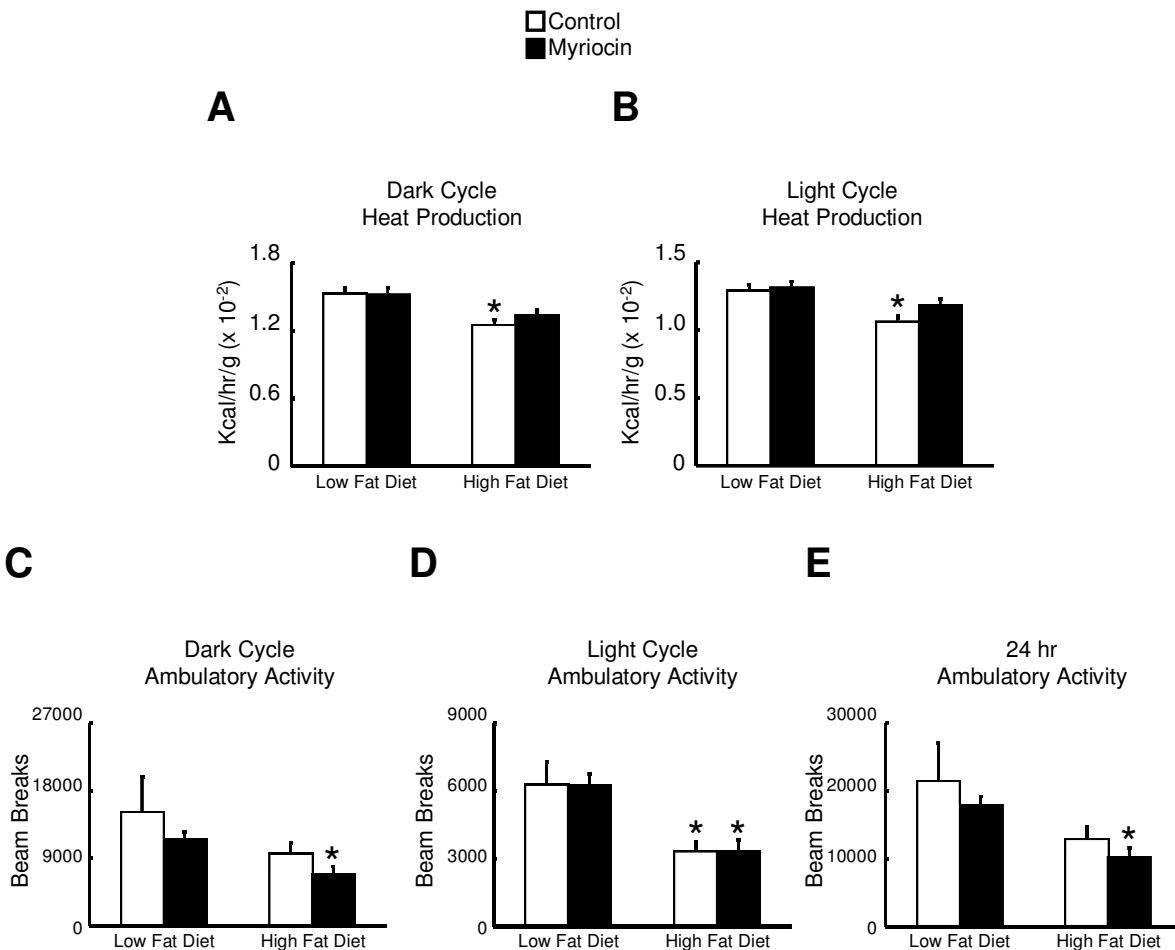 Control
Myriocin
A
B
Dark Cycle
Heat Production
Light Cycle
Heat Production
Kcal/hr/g (x 10⁻²)
1.8
1.2
0.6
0
*
Low Fat Diet
High Fat Diet
Kcal/hr/g (x 10⁻²)
1.5
1.0
0.5
0
*
Low Fat Diet
High Fat Diet
C
D
E
Dark Cycle
Ambulatory Activity
Light Cycle
Ambulatory Activity
24 hr
Ambulatory Activity
Beam Breaks
27000
18000
9000
0
*
Low Fat Diet
High Fat Diet
Beam Breaks
9000
6000
3000
0
* *
Low Fat Diet
High Fat Diet
Beam Breaks
30000
20000
10000
0
*
Low Fat Diet
High Fat Diet